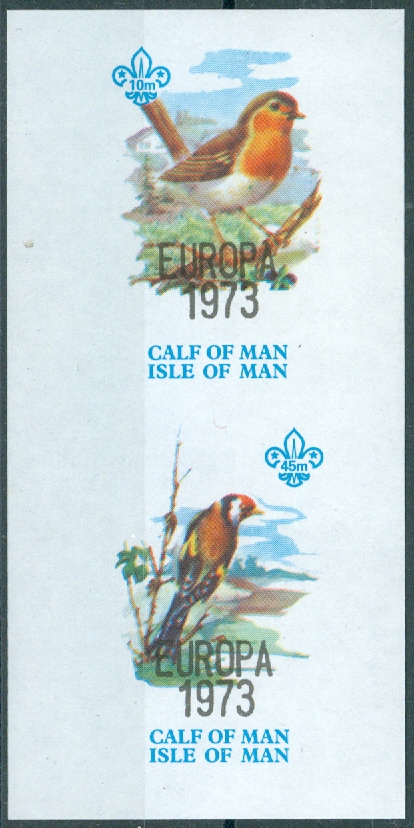 10m
EUROPA
1973
CALF OF MAN
ISLE OF MAN
45m
EUROPA
1973
CALF OF MAN
ISLE OF MAN